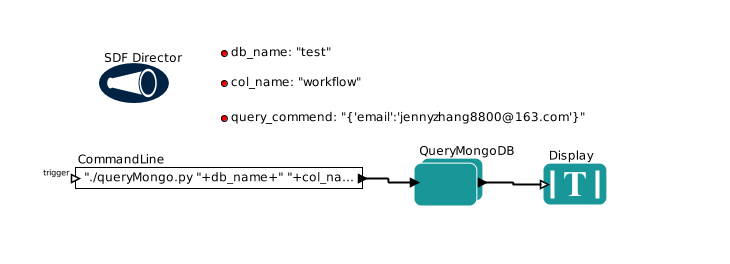 SDF Director
db_name: "test"
col_name: "workflow"
query_commend: "{'email':'jennyzhang8800@163.com'}"
CommandLine
trigger
"./queryMongo.py "+db_name+" "+col_na...
QueryMongoDB
Display
T